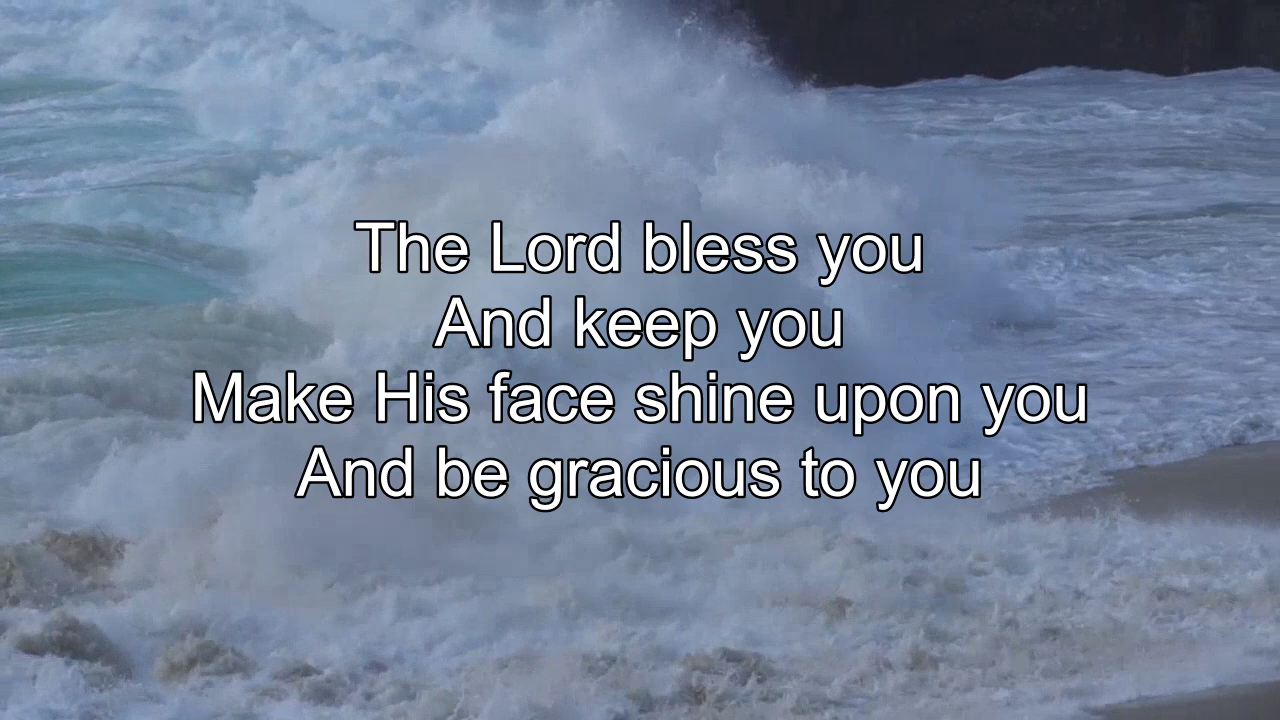 The Lord bless you
And keep you
Make His face shine upon you
And be gracious to you